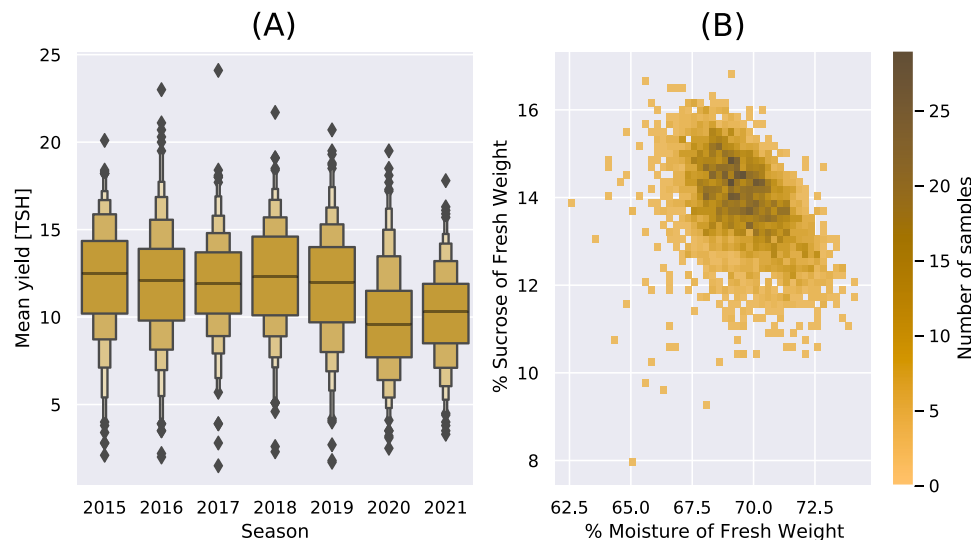 (A)
Mean yield [TSH]
25
20
15
10
5
2015 2016 2017 2018 2019 2020 2021
Season
(B)
% Sucrose of Fresh Weight
16
14
12
10
8
62.5 65.0 67.5 70.0 72.5
% Moisture of Fresh Weight
25
20
15
10
5
0
Number of samples